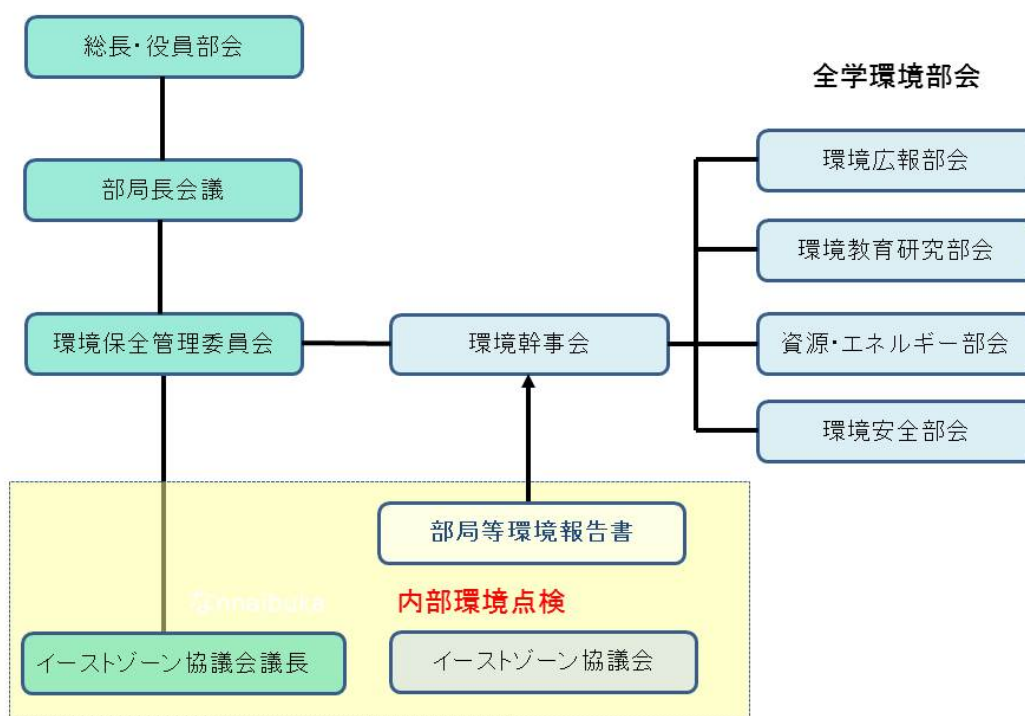 総長・役員部会
全学環境部会
環境広報部会
部局長会議
環境教育研究部会
環境保全管理委員会
環境幹事会
資源・エネルギー部会
環境安全部会
部局等環境報告書
内部環境点検
イーストゾーン協議会議長
イーストゾーン協議会